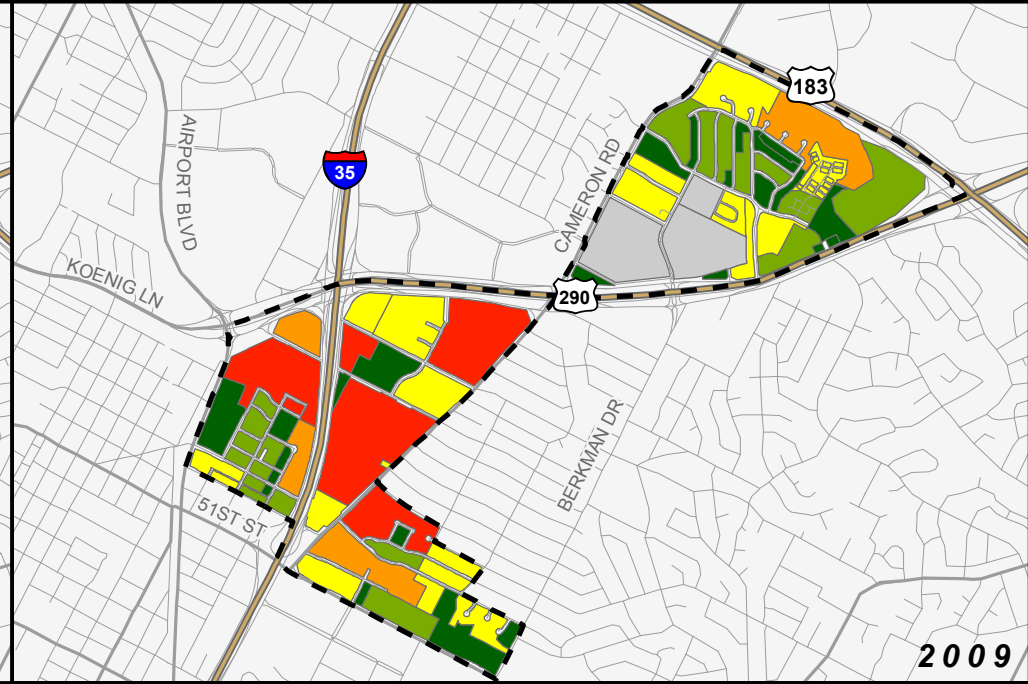 183
AIRPORT BLVD
35
CAMERON RD
KOENIG LN
290
BERKMAN DR
51ST ST
2009